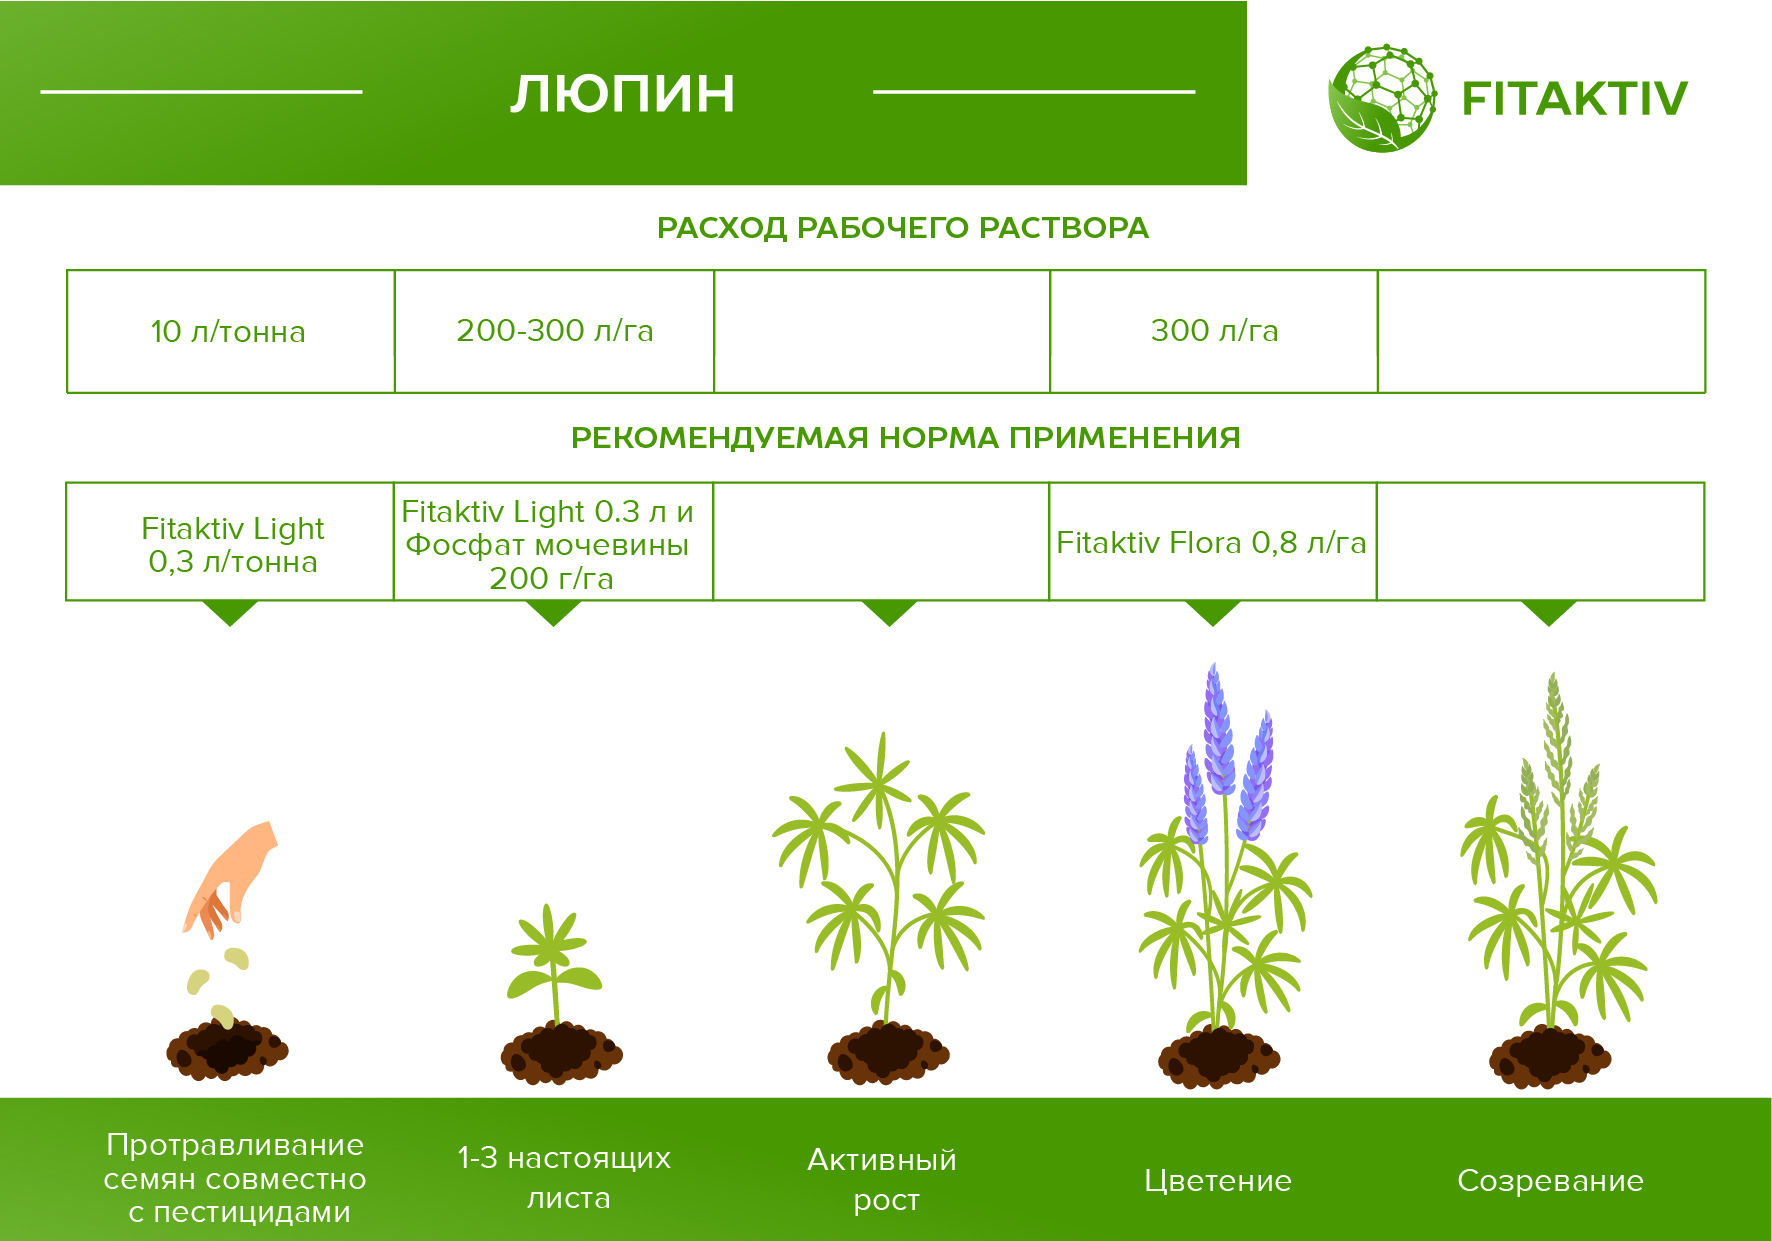 ЛЮПИН
FITAKTIV
РАСХОД РАБОЧЕГО РАСТВОРА
10 л/тонна
200-300 л/га
300 л/га
РЕКОМЕНДУЕМАЯ НОРМА ПРИМЕНЕНИЯ
Fitaktiv Light
0,3 л/тонна
Fitaktiv Light 0.3 л и
Фосфат мочевины
200 г/га
Fitaktiv Flora 0,8 л/га
Протравливание
семян совместно
с пестицидами
1-3 настоящих
листа
Активный
рост
Цветение
Созревание